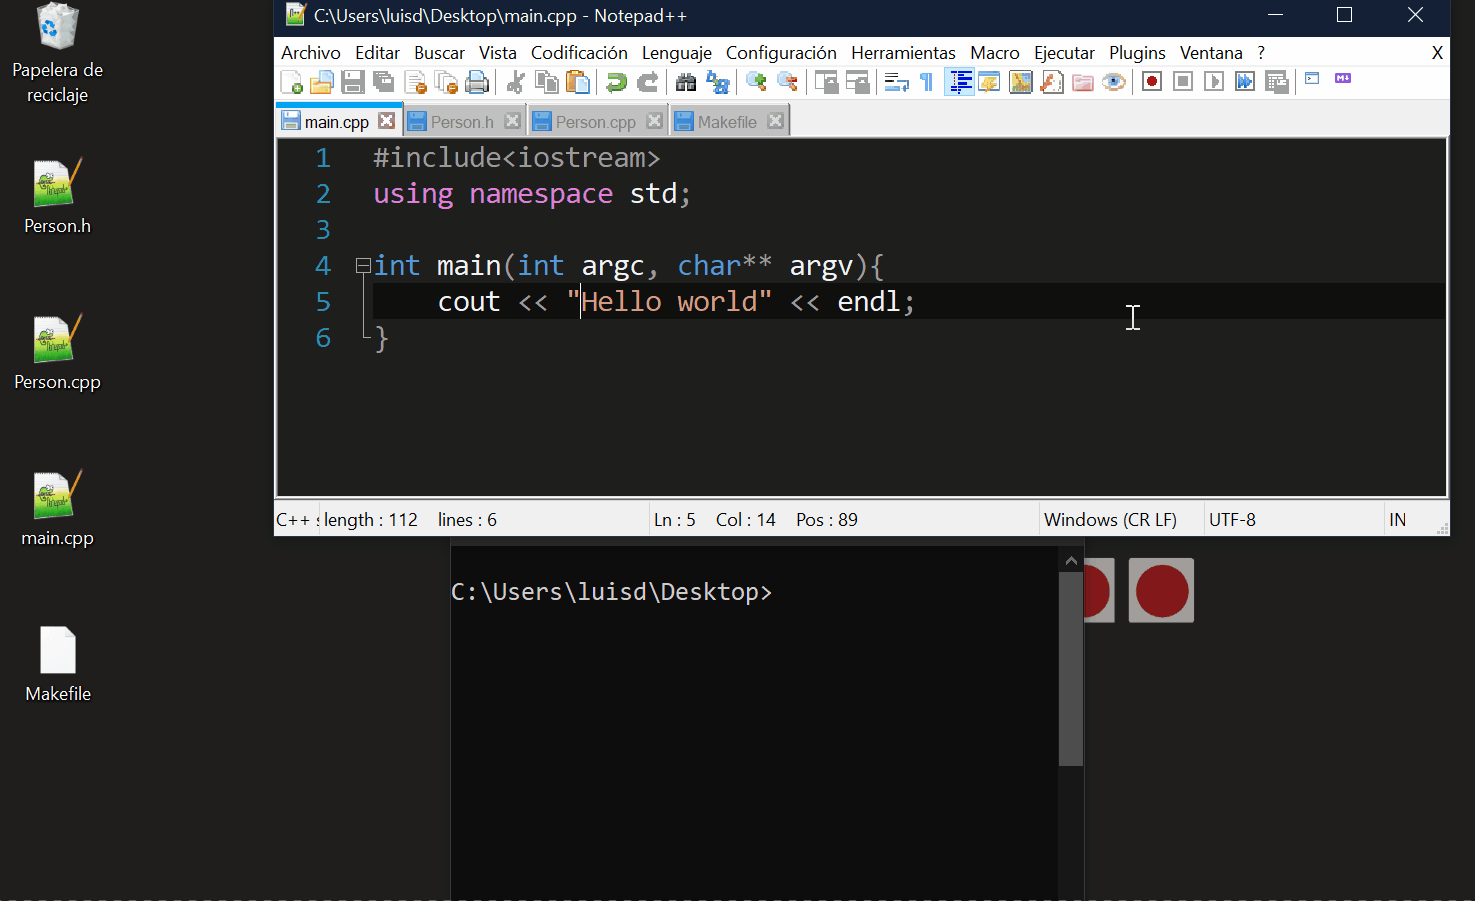 Papelera de
reciclaje
Person.h
Person.cpp
main.cpp
Makefile
C:\Users\luisd\Desktop\main.cpp - Notepad++
Archivo Editar Buscar Vista Codificación Lenguaje Configuración Herramientas Macro Ejecutar Plugins Ventana ? X
main.cpp Person.h Person.cpp Makefile
1 #include<iostream>
2 using namespace std;
3
4 int main(int argc, char** argv){
5 cout << "Hello world" << endl;
6 }
C++ length : 112 lines : 6 Ln : 5 Col : 14 Pos : 89 Windows (CR LF) UTF-8 IN
C:\Users\luisd\Desktop>